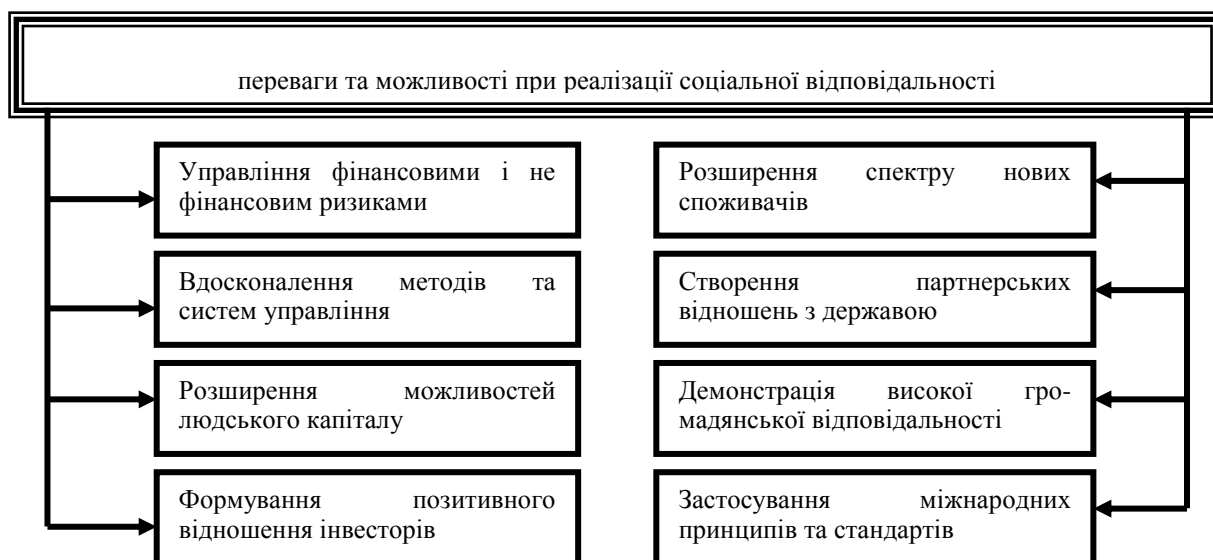 переваги та можливості при реалізації соціальної відповідальності
Управління фінансовими і не
фінансовим ризиками
Вдосконалення методів та
систем управління
Розширення можливостей
людського капіталу
Формування позитивного
відношення інвесторів
Розширення спектру нових
споживачів
Створення партнерських
відношень з державою
Демонстрація високої гро-
мадянської відповідальності
Застосування міжнародних
принципів та стандартів